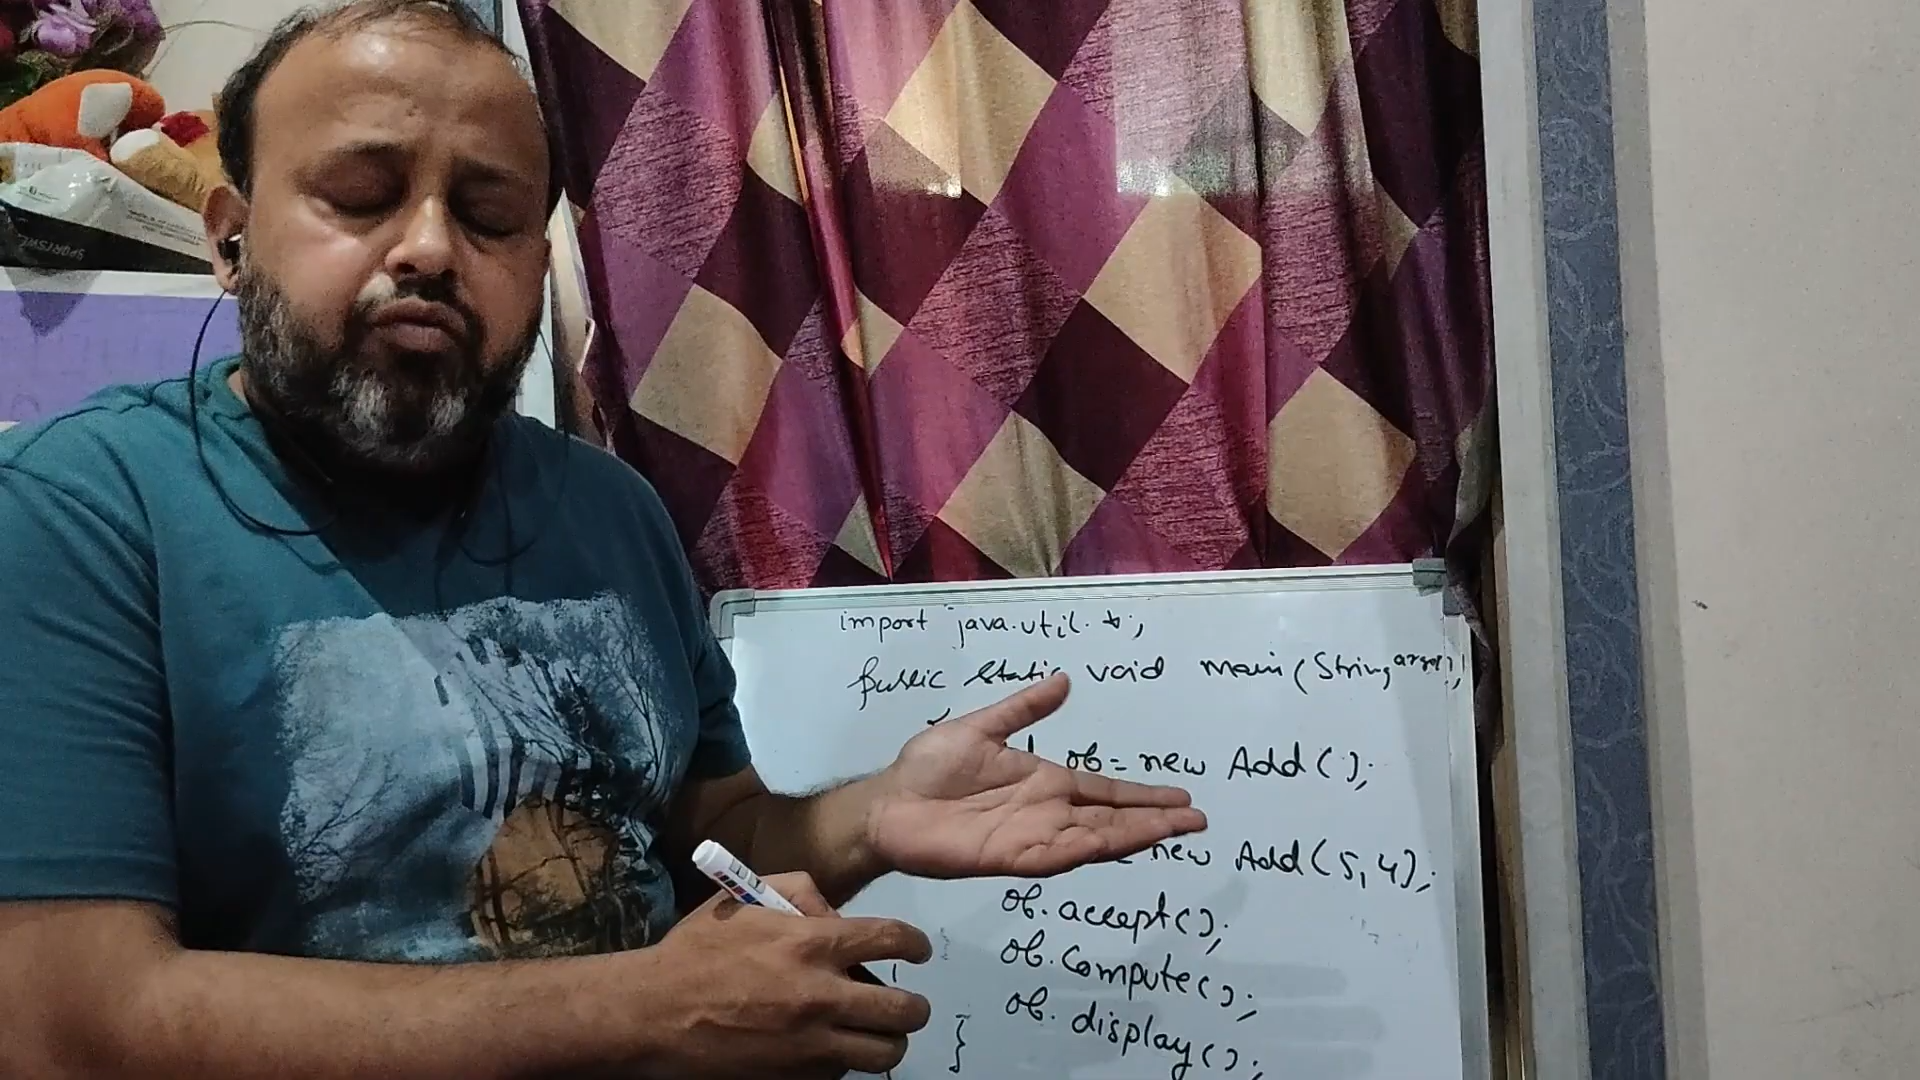 SPORTSWE
import java.util.*;
public static void main(String args[])
ob = new Add();
= new Add(5,4);
ob.accept();
ob.compute();
ob.display();
}